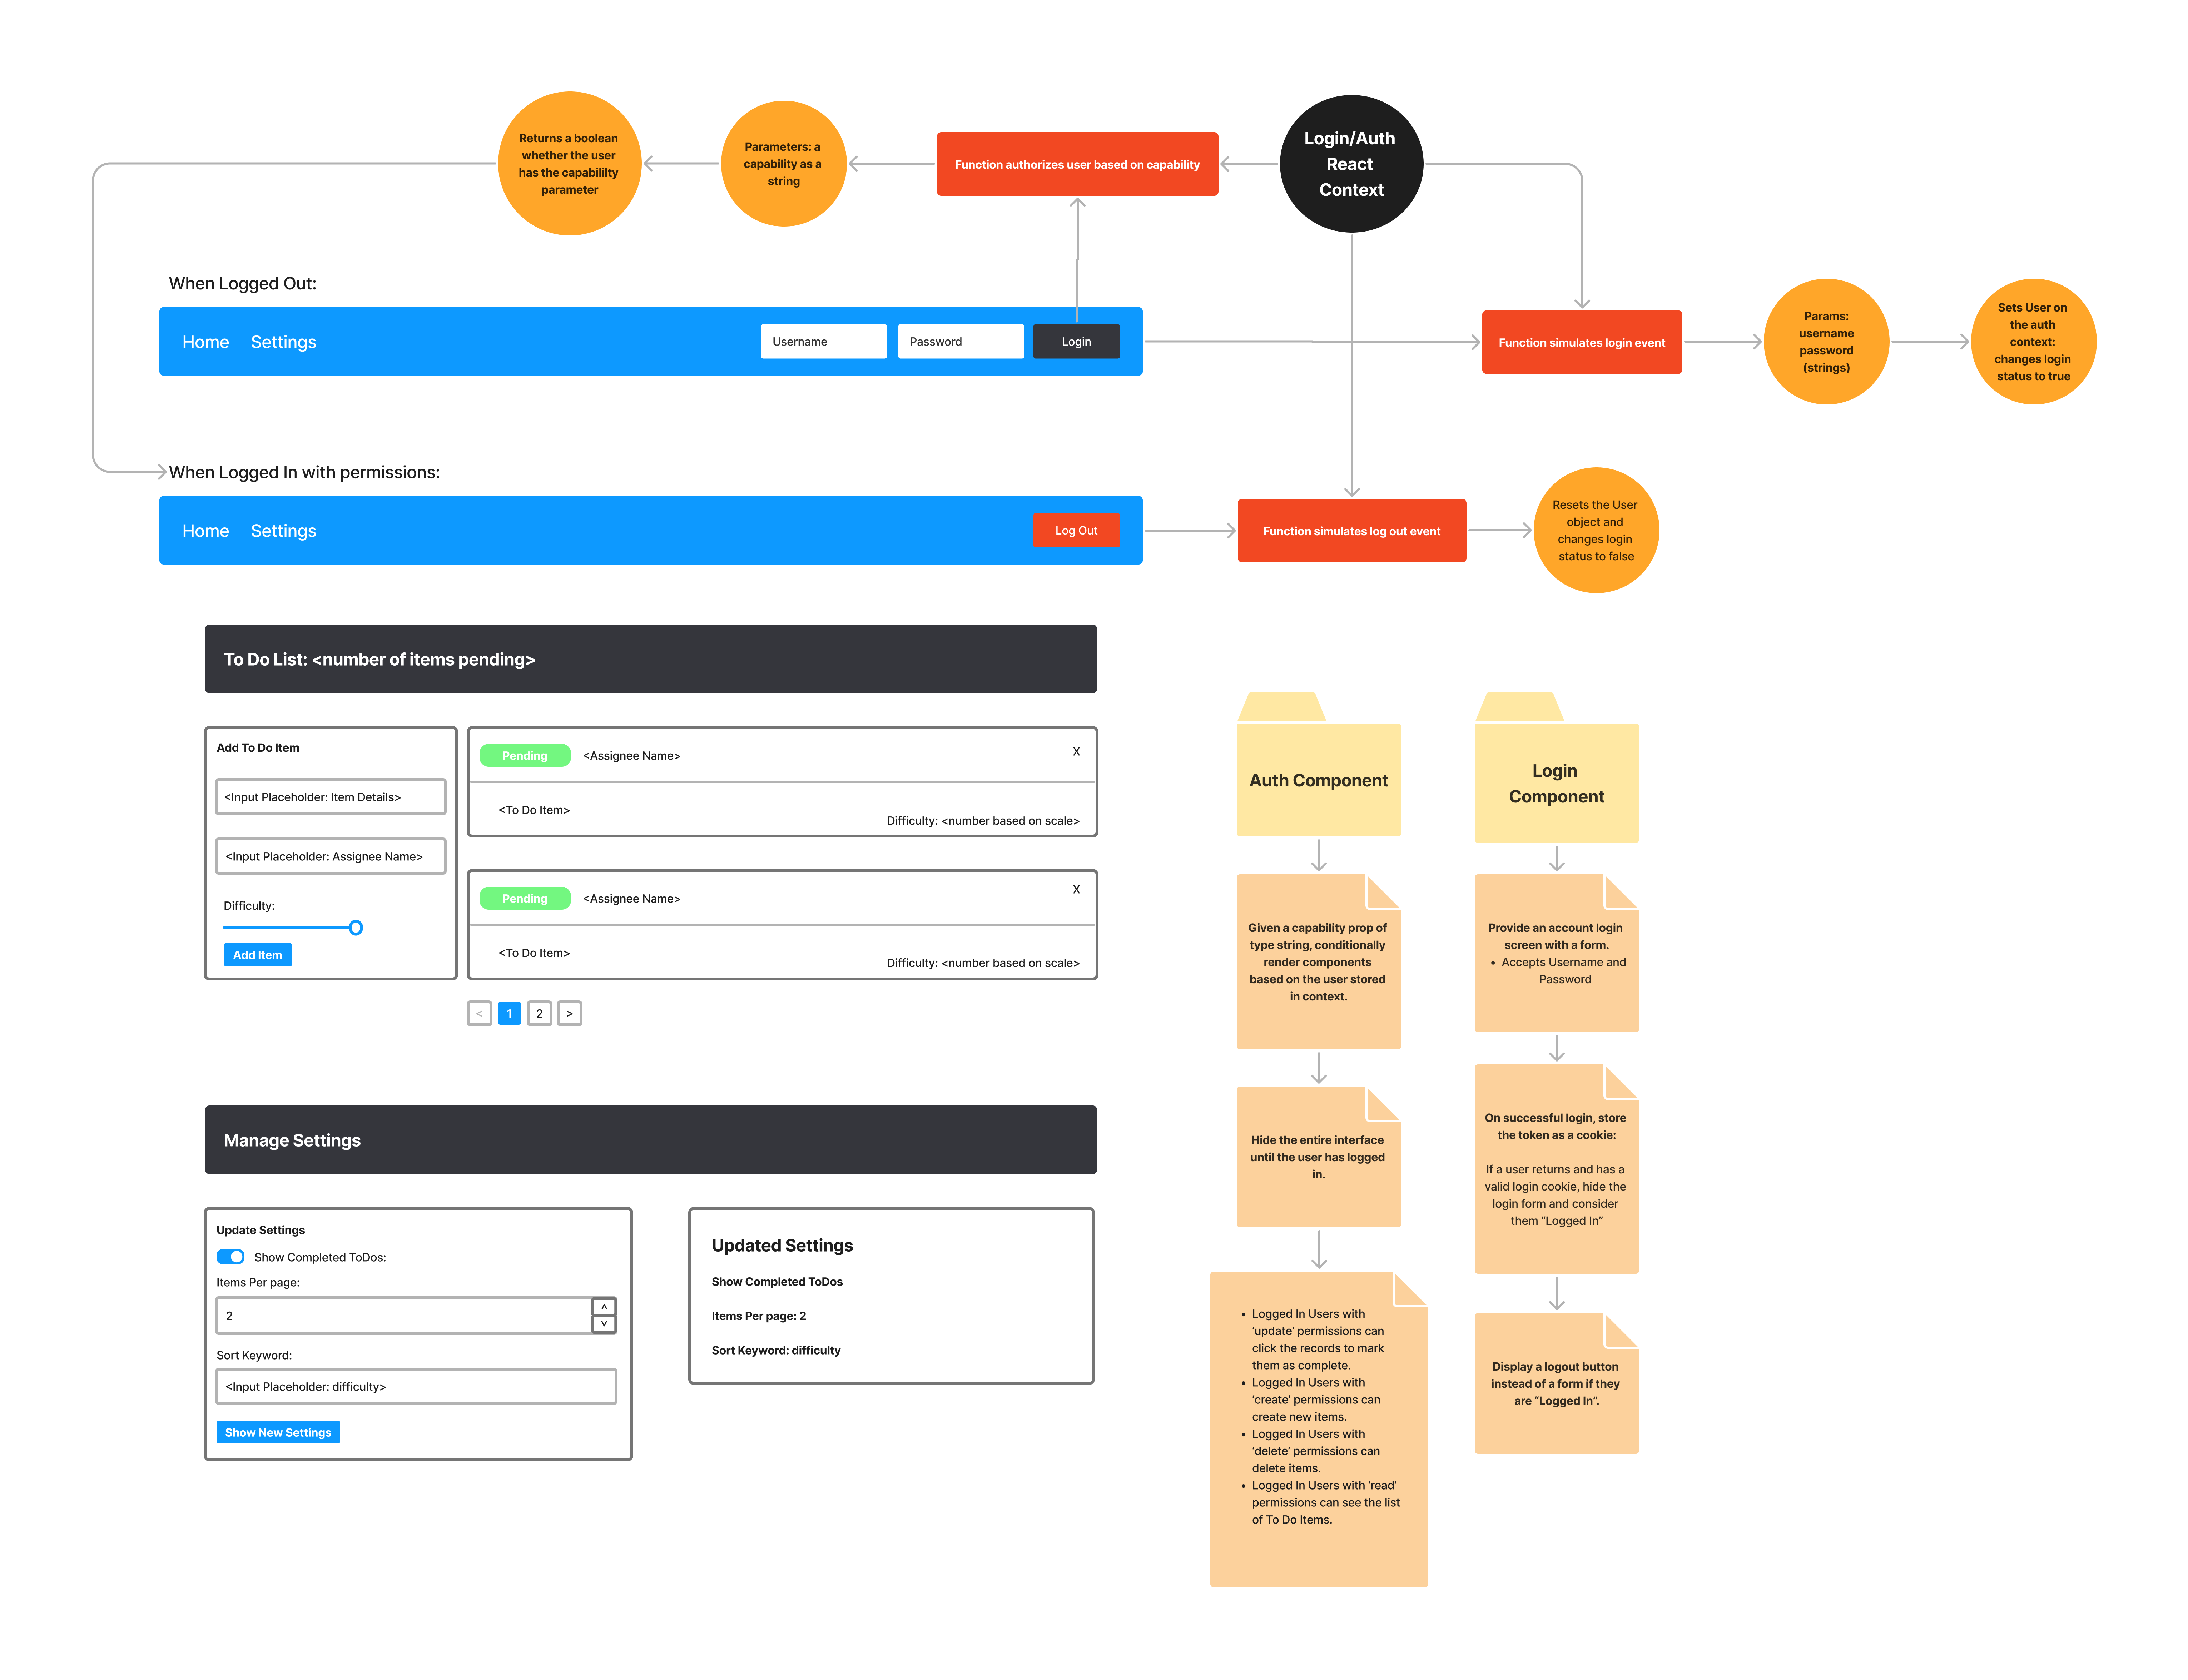 Returns a boolean
whether the user
has the capabililty
parameter
Parameters: a
capability as a
string
Function authorizes user based on capability
Login/Auth
React
Context
When Logged Out:
Home Settings Username Password Login
Function simulates login event
Params:
username
password
(strings)
Sets User on
the auth
context:
changes login
status to true
When Logged In with permissions:
Home Settings Log Out
Function simulates log out event
Resets the User
object and
changes login
status to false
To Do List: <number of items pending>
Add To Do Item
<Input Placeholder: Item Details>
<Input Placeholder: Assignee Name>
Difficulty:
Add Item
Pending <Assignee Name> X
<To Do Item>
Difficulty: <number based on scale>
Pending <Assignee Name> X
<To Do Item>
Difficulty: <number based on scale>
< 1 2 >
Manage Settings
Update Settings
Show Completed ToDos:
Items Per page:
2
^
v
Sort Keyword:
<Input Placeholder: difficulty>
Show New Settings
Updated Settings
Show Completed ToDos
Items Per page: 2
Sort Keyword: difficulty
Auth Component
Given a capability prop of
type string, conditionally
render components
based on the user stored
in context.
Hide the entire interface
until the user has logged
in.
• Logged In Users with
‘update’ permissions can
click the records to mark
them as complete.
• Logged In Users with
‘create’ permissions can
create new items.
• Logged In Users with
‘delete’ permissions can
delete items.
• Logged In Users with ‘read’
permissions can see the list
of To Do Items.
Login
Component
Provide an account login
screen with a form.
• Accepts Username and
Password
On successful login, store
the token as a cookie:
If a user returns and has a
valid login cookie, hide the
login form and consider
them “Logged In”
Display a logout button
instead of a form if they
are “Logged In”.